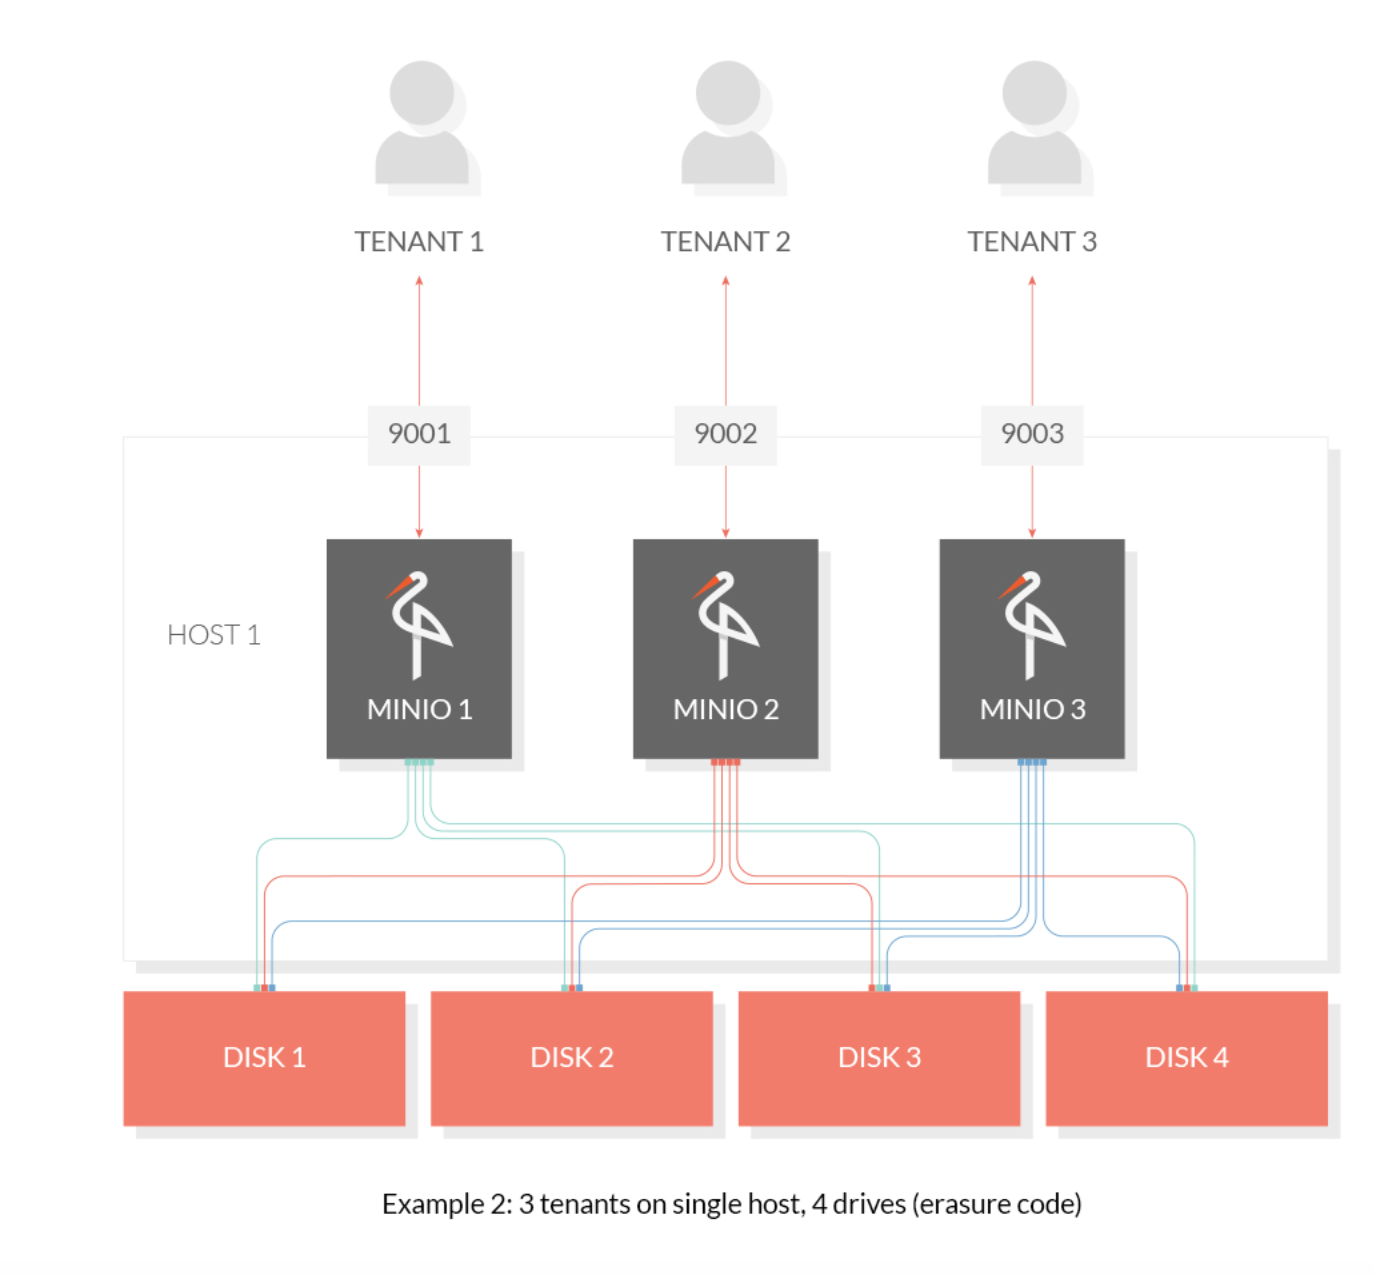 TENANT 1
TENANT 2
TENANT 3
9001
9002
9003
HOST 1
MINIO 1
MINIO 2
MINIO 3
DISK 1
DISK 2
DISK 3
DISK 4
Example 2: 3 tenants on single host, 4 drives (erasure code)